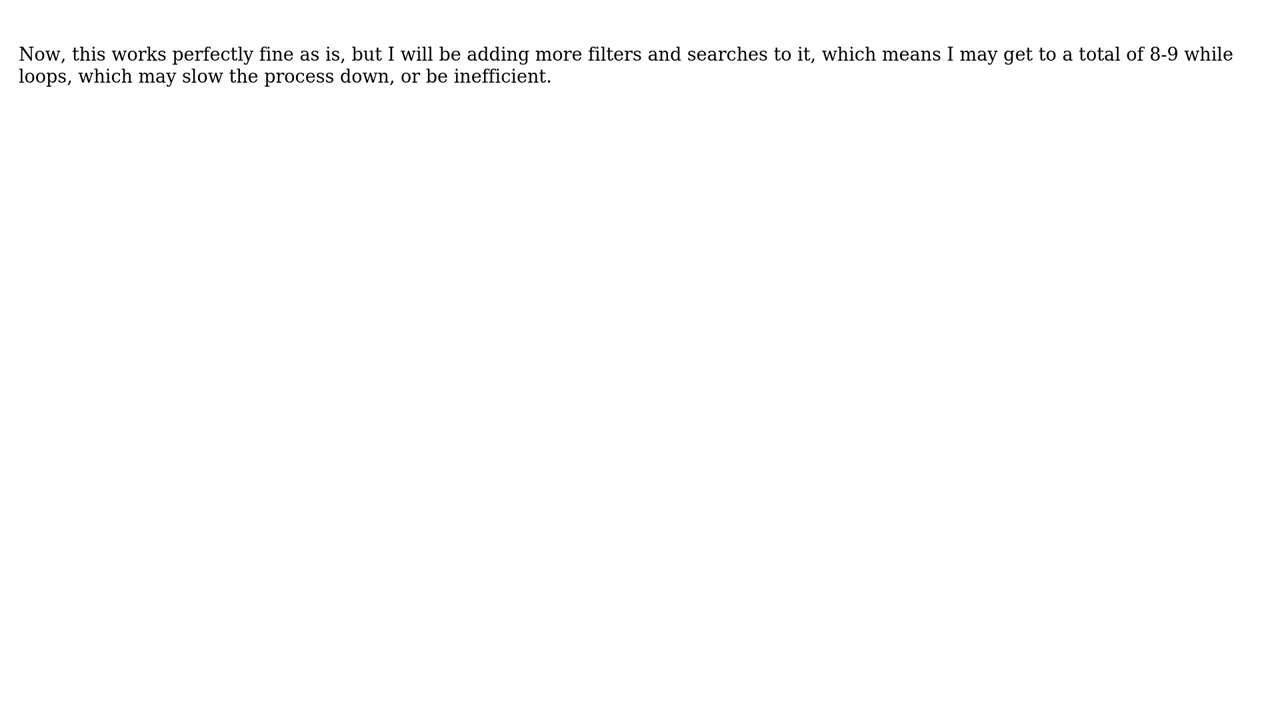 Now, this works perfectly fine as is, but I will be adding more filters and searches to it, which means I may get to a total of 8-9 while
loops, which may slow the process down, or be inefficient.